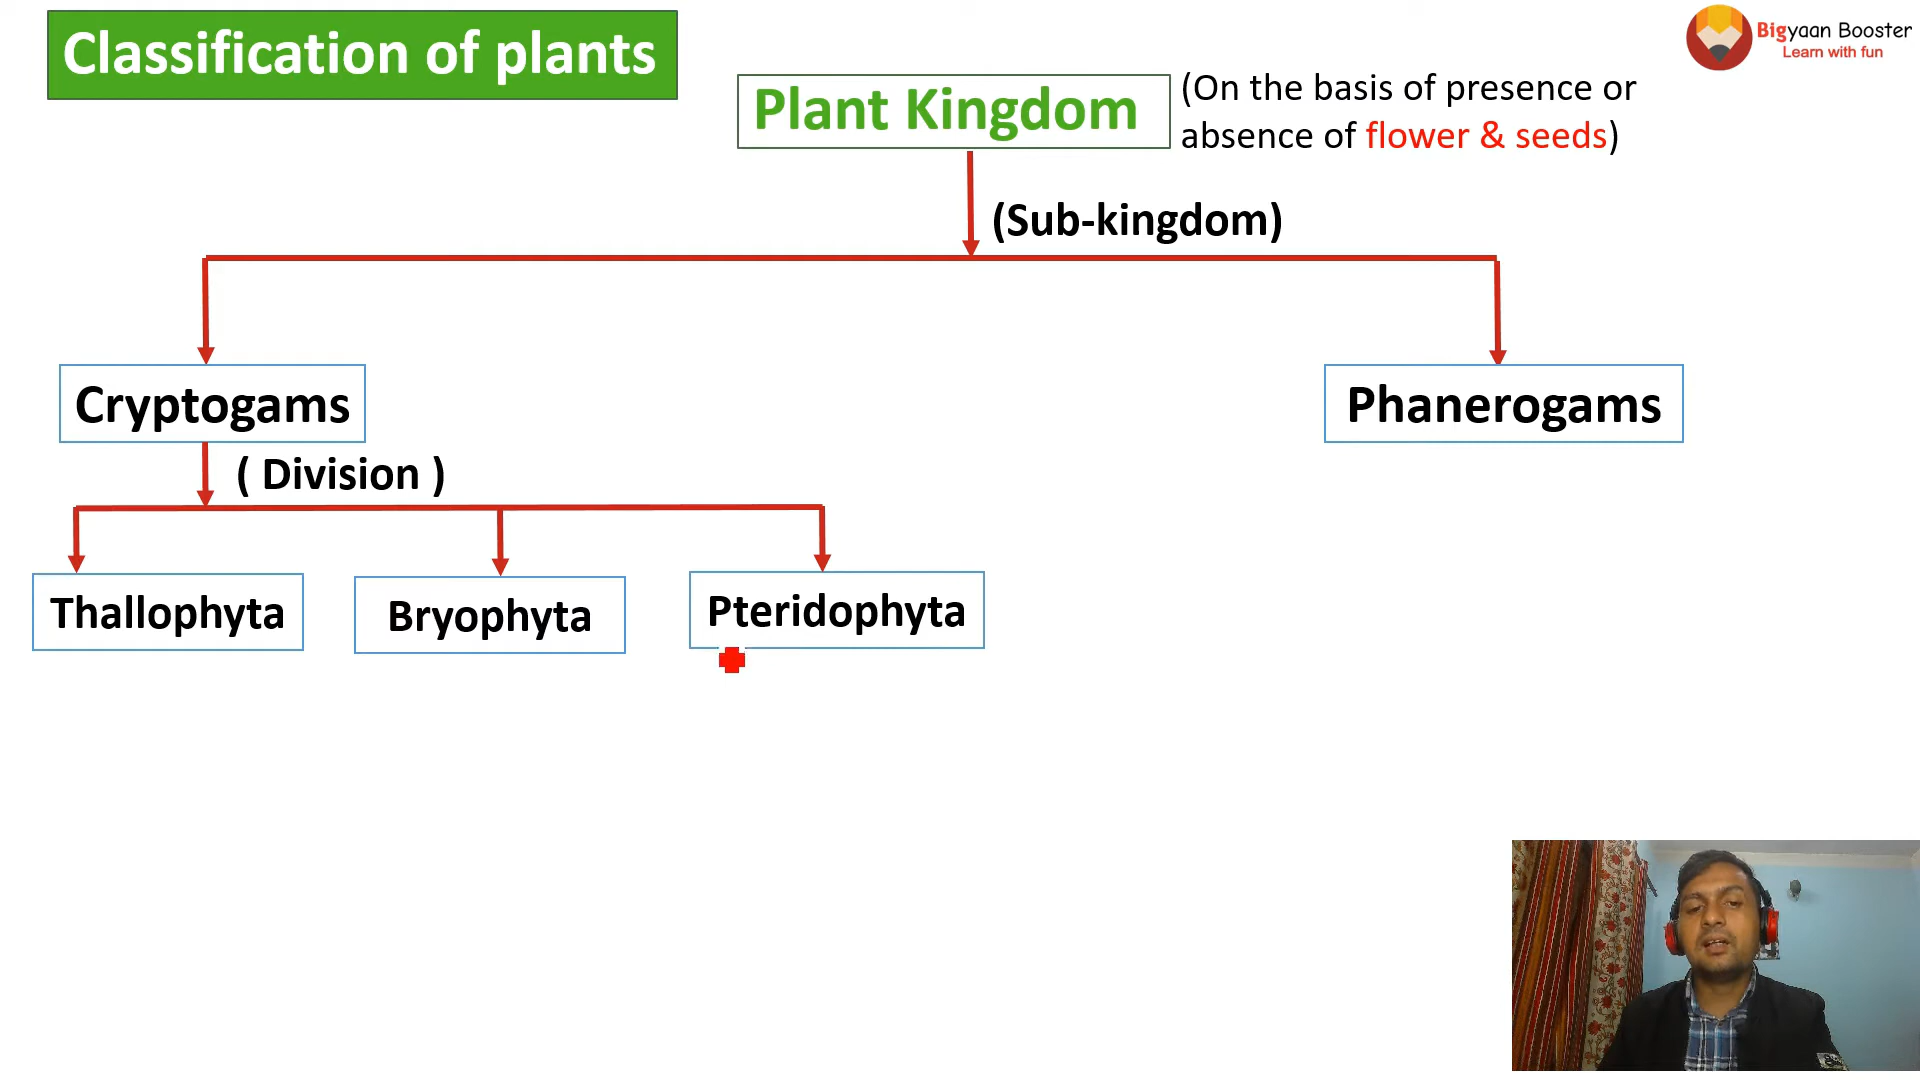 Classification of plants
Bigyaan Booster
Learn with fun
Plant Kingdom
(On the basis of presence or
absence of flower & seeds)
(Sub-kingdom)
Cryptogams
Phanerogams
( Division )
Thallophyta
Bryophyta
Pteridophyta